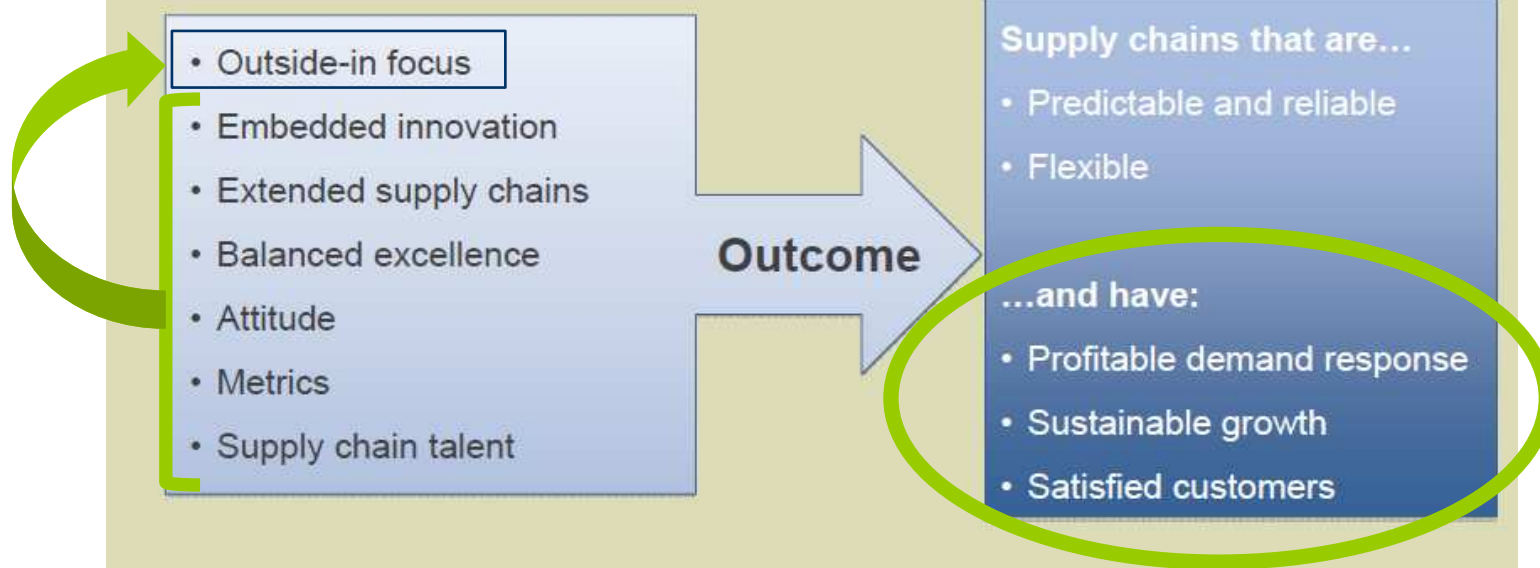 • Outside-in focus
• Embedded innovation
• Extended supply chains
• Balanced excellence
• Attitude
• Metrics
• Supply chain talent
Outcome
Supply chains that are…
• Predictable and reliable
• Flexible
…and have:
• Profitable demand response
• Sustainable growth
• Satisfied customers